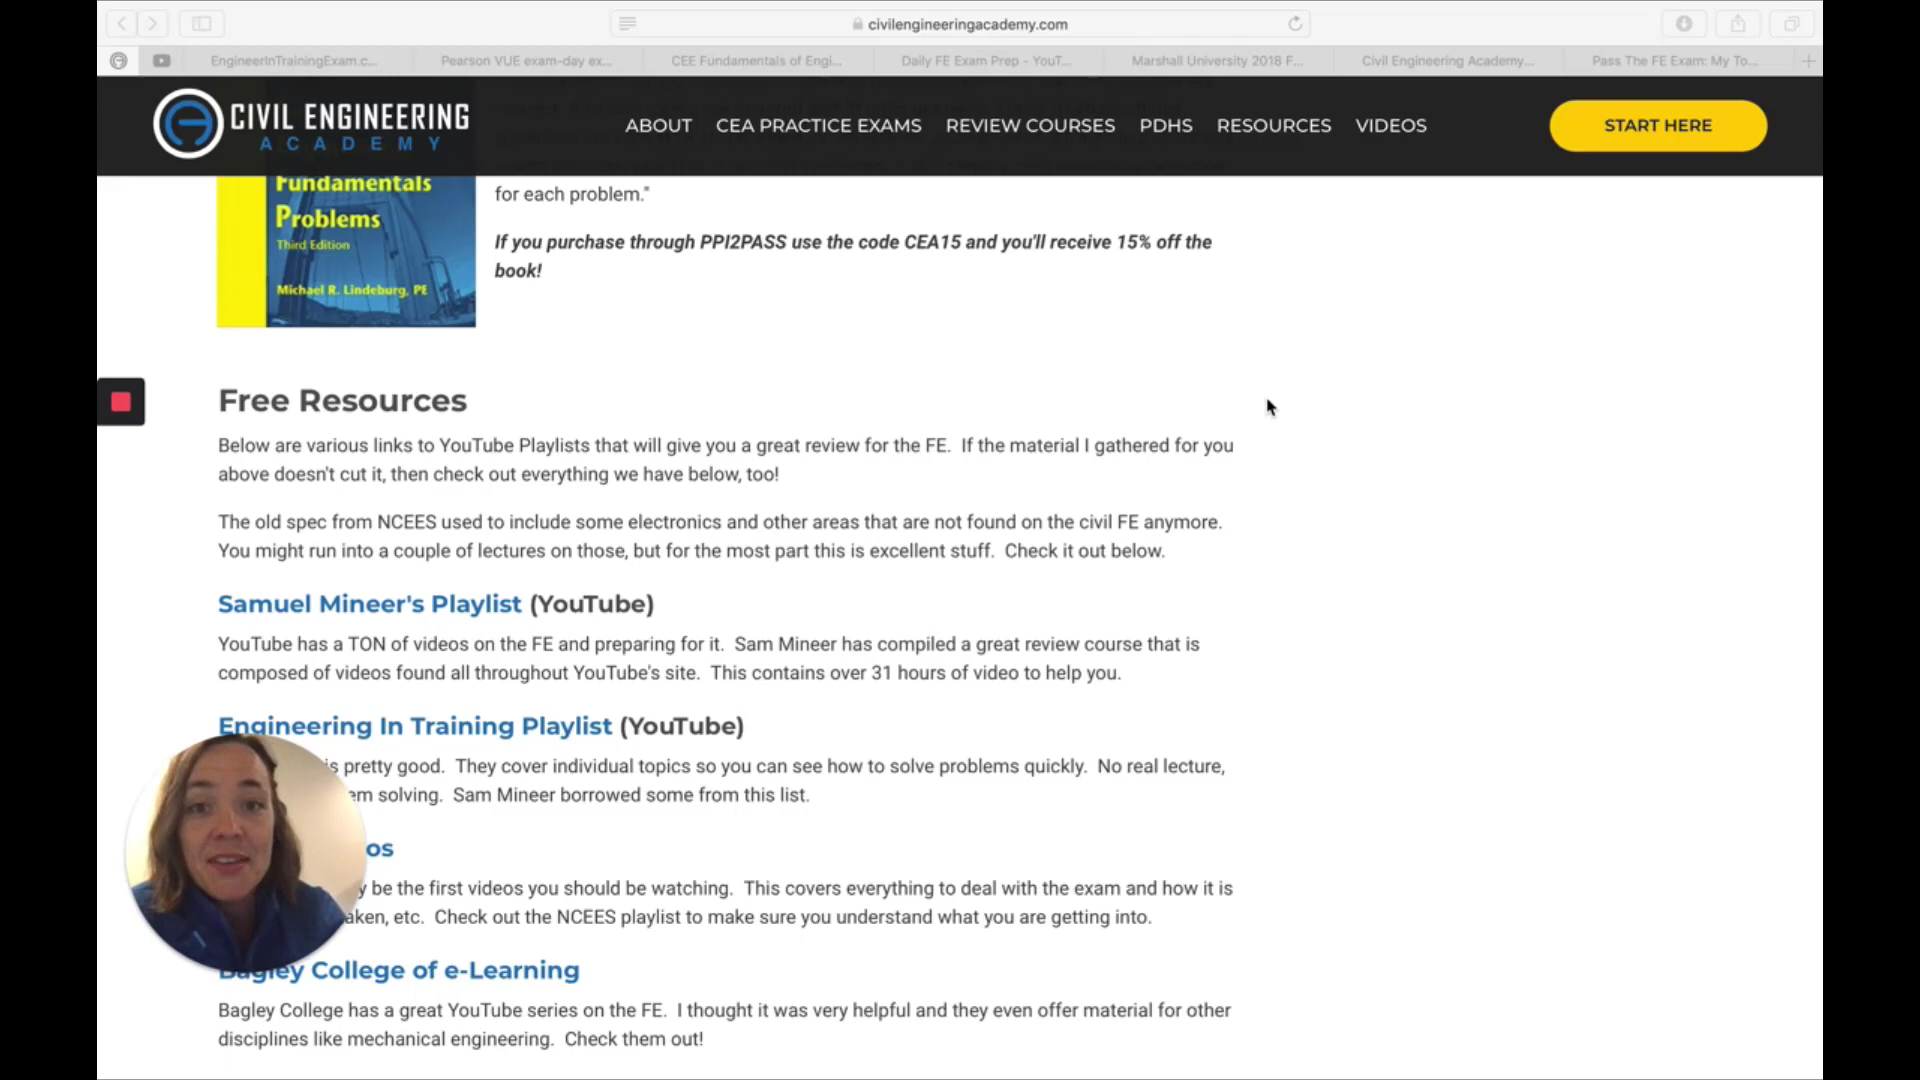 civilengineeringacademy.com
EngineerInTrainingExam.c...
Pearson VUE exam-day ex...
CEE Fundamentals of Engi...
Daily FE Exam Prep - YouT...
Marshall University 2018 F...
Civil Engineering Academy...
Pass The FE Exam: My To...
CIVIL ENGINEERING
ACADEMY
ABOUT
CEA PRACTICE EXAMS
REVIEW COURSES
PDHS
RESOURCES
VIDEOS
START HERE
Fundamentals
Problems
Third Edition
Michael R. Lindeburg, PE
for each problem."
If you purchase through PPI2PASS use the code CEA15 and you'll receive 15% off the
book!
Free Resources
Below are various links to YouTube Playlists that will give you a great review for the FE. If the material I gathered for you
above doesn't cut it, then check out everything we have below, too!
The old spec from NCEES used to include some electronics and other areas that are not found on the civil FE anymore.
You might run into a couple of lectures on those, but for the most part this is excellent stuff. Check it out below.
Samuel Mineer's Playlist (YouTube)
YouTube has a TON of videos on the FE and preparing for it. Sam Mineer has compiled a great review course that is
composed of videos found all throughout YouTube's site. This contains over 31 hours of video to help you.
Engineering In Training Playlist (YouTube)
is pretty good. They cover individual topics so you can see how to solve problems quickly. No real lecture,
em solving. Sam Mineer borrowed some from this list.
os
y be the first videos you should be watching. This covers everything to deal with the exam and how it is
aken, etc. Check out the NCEES playlist to make sure you understand what you are getting into.
Bagley College of e-Learning
Bagley College has a great YouTube series on the FE. I thought it was very helpful and they even offer material for other
disciplines like mechanical engineering. Check them out!